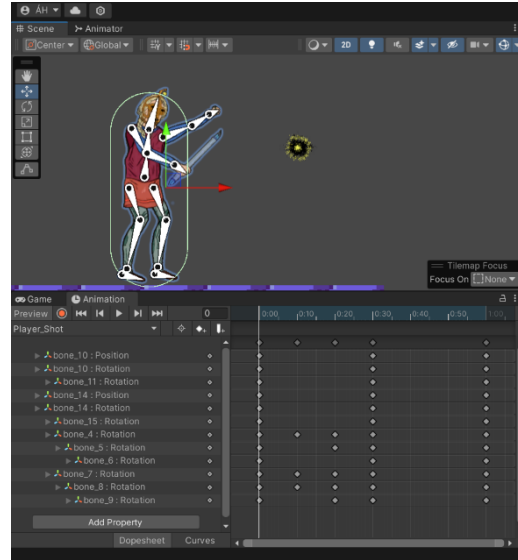 ÁH
Scene
Animator
Center
Global
2D
Tilemap Focus
Focus On
None
Game
Animation
Preview
0
0:00
0:10
0:20
0:30
0:40
0:50
1:00
Player_Shot
bone_10 : Position
bone_10 : Rotation
bone_11 : Rotation
bone_14 : Position
bone_14 : Rotation
bone_15 : Rotation
bone_4 : Rotation
bone_5 : Rotation
bone_6 : Rotation
bone_7 : Rotation
bone_8 : Rotation
bone_9 : Rotation
Add Property
Dopesheet
Curves